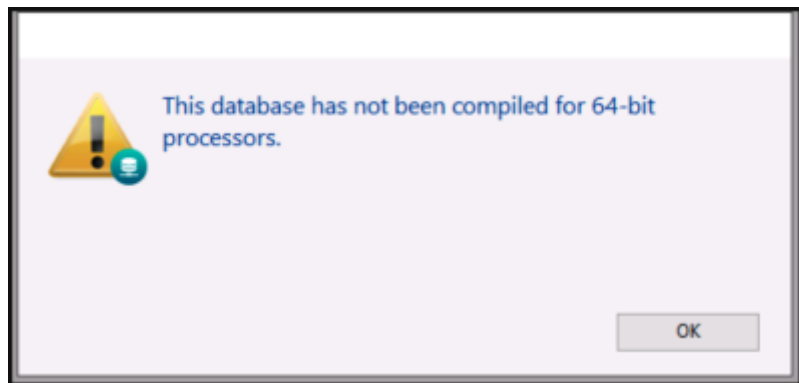 This database has not been compiled for 64-bit
processors.
OK